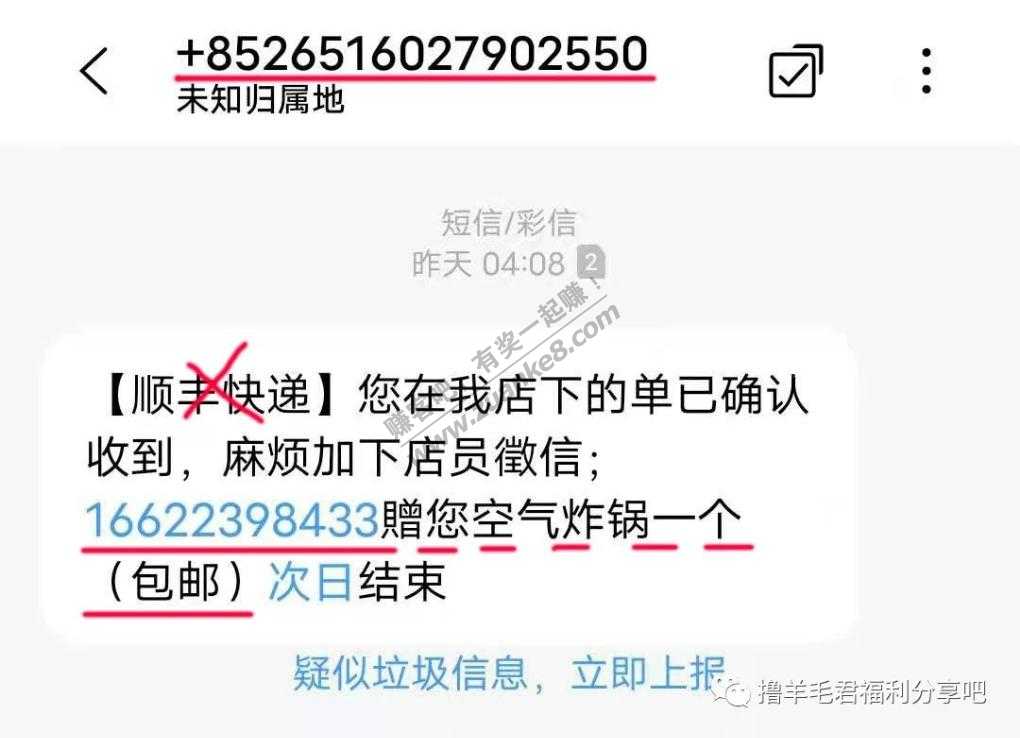 +8526516027902550
未知归属地
短信/彩信
昨天 04:08 2
【顺丰快递】您在我店下的单已确认
收到，麻烦加下店员徵信；
16622398433贈您空气炸锅一个
（包邮）次日结束
疑似垃圾信息，立即上报
赚客吧，有奖一起赚！
www.zuanke8.com
撸羊毛君福利分享吧